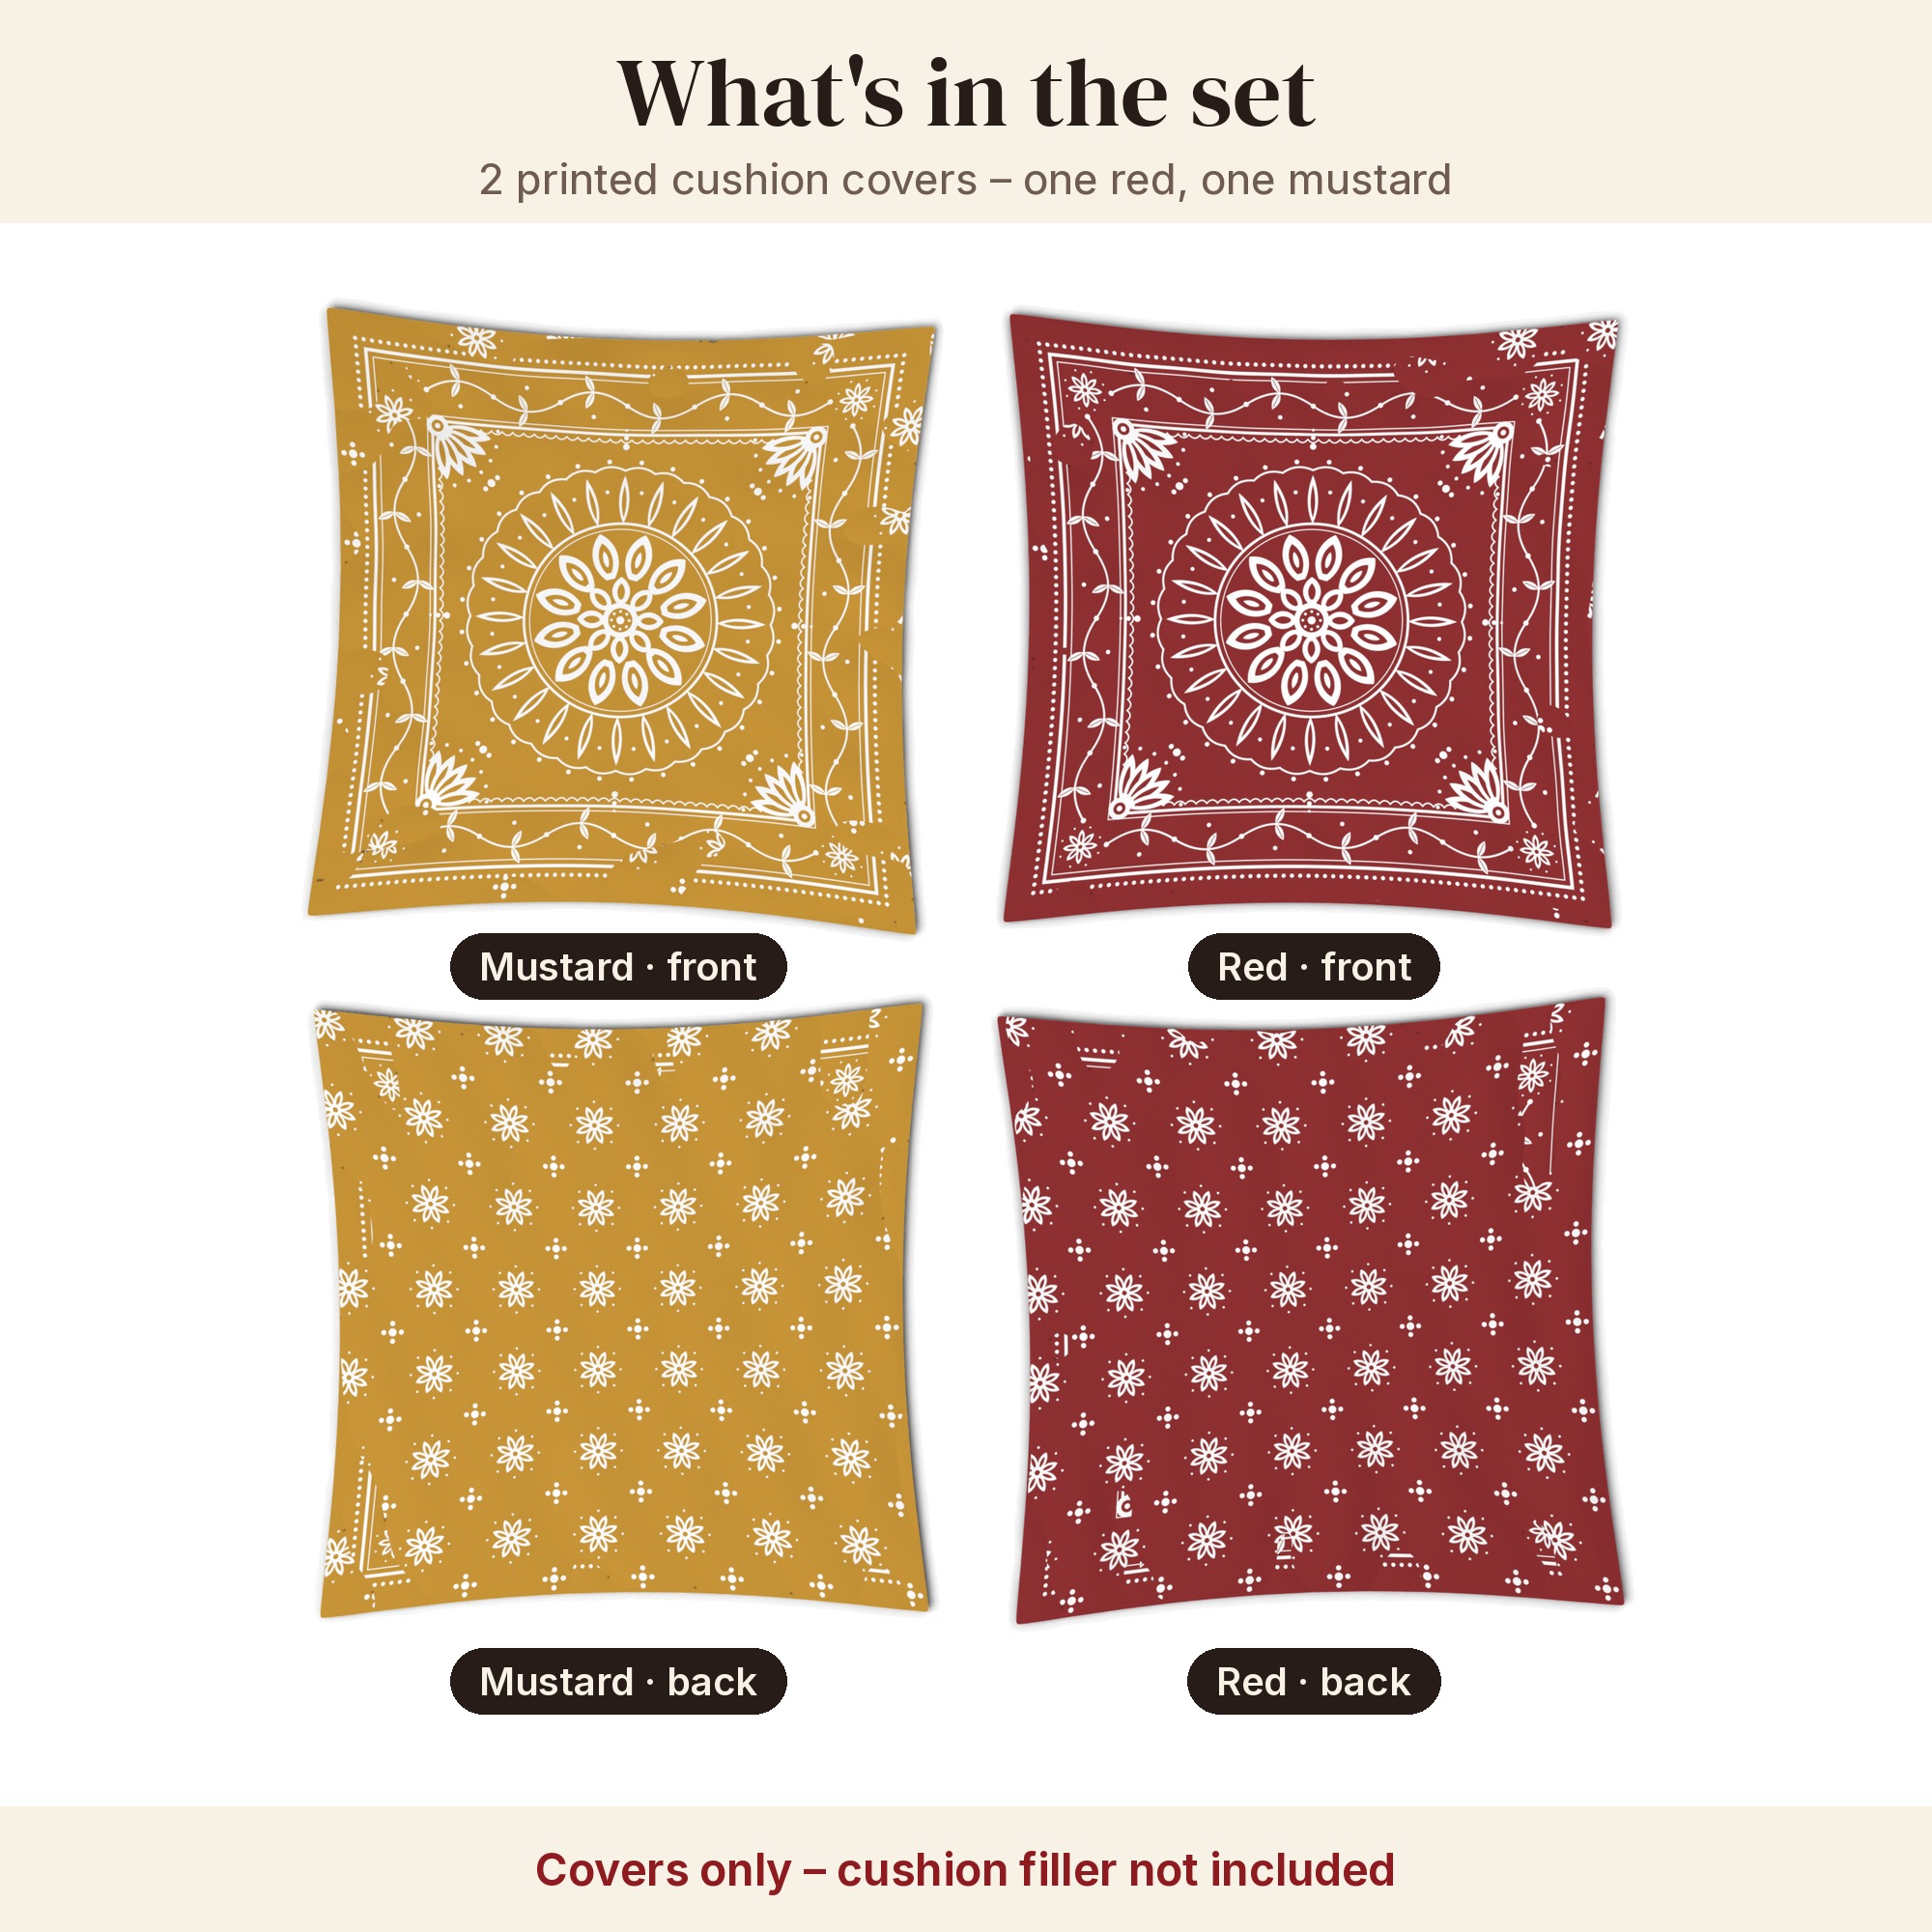 What's in the set
2 printed cushion covers – one red, one mustard
Mustard · front
Red · front
Mustard · back
Red · back
Covers only – cushion filler not included